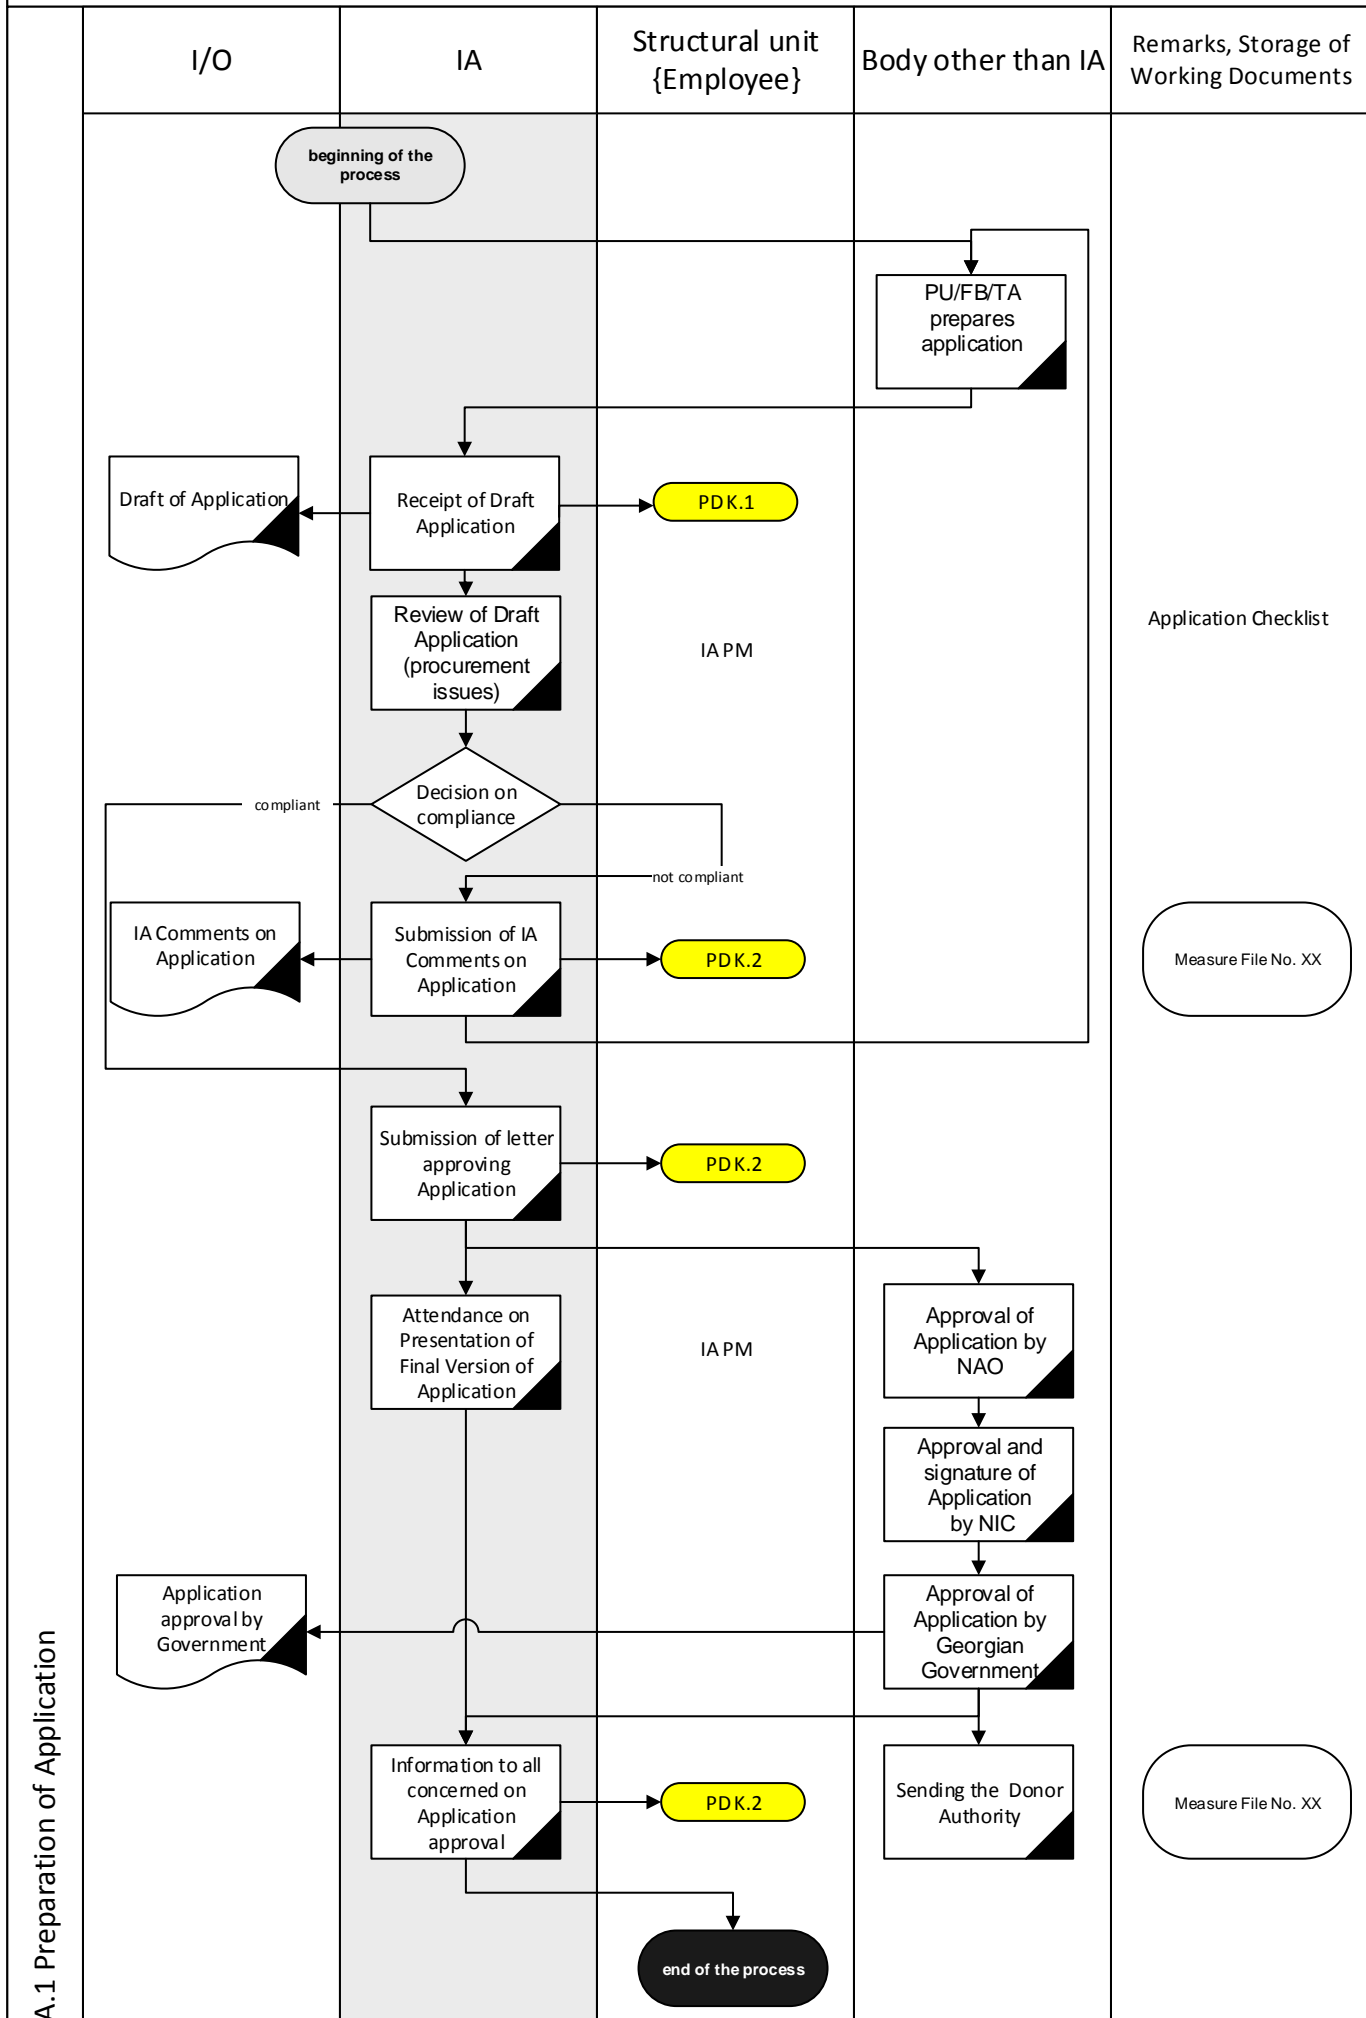 I/O
IA
Structural unit
{Employee}
Body other than IA
Remarks, Storage of
Working Documents
beginning of the
process
PU/FB/TA
prepares
application
Draft of Application
Receipt of Draft
Application
PDK.1
Review of Draft
Application
(procurement
issues)
IA PM
Application Checklist
Decision on
compliance
compliant
not compliant
IA Comments on
Application
Submission of IA
Comments on
Application
PDK.2
Measure File No. XX
Submission of letter
approving
Application
PDK.2
Attendance on
Presentation of
Final Version of
Application
IA PM
Approval of
Application by
NAO
Approval and
signature of
Application
by NIC
Application
approval by
Government
Approval of
Application by
Georgian
Government
Information to all
concerned on
Application
approval
PDK.2
Sending the Donor
Authority
Measure File No. XX
end of the process
A.1 Preparation of Application